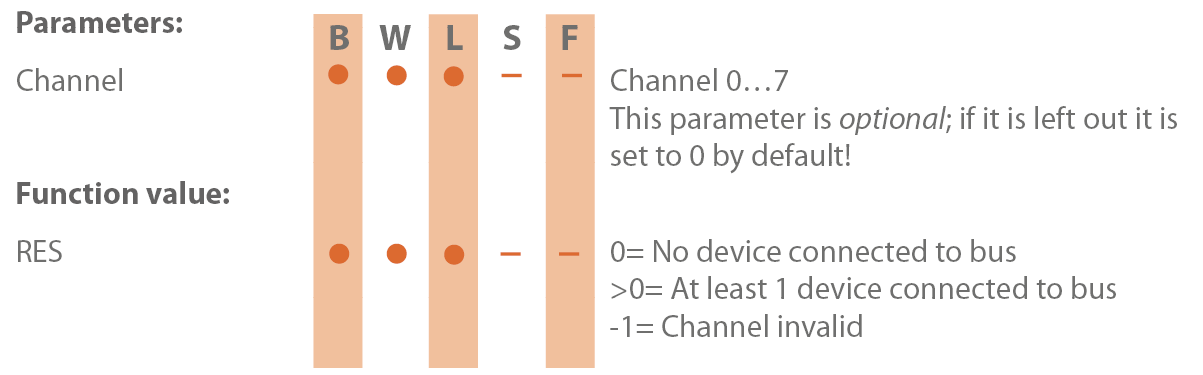 Parameters:
B W L S F
Channel ● ● ● – – Channel 0…7
This parameter is optional; if it is left out it is
set to 0 by default!
Function value:
RES ● ● ● – – 0= No device connected to bus
>0= At least 1 device connected to bus
-1= Channel invalid